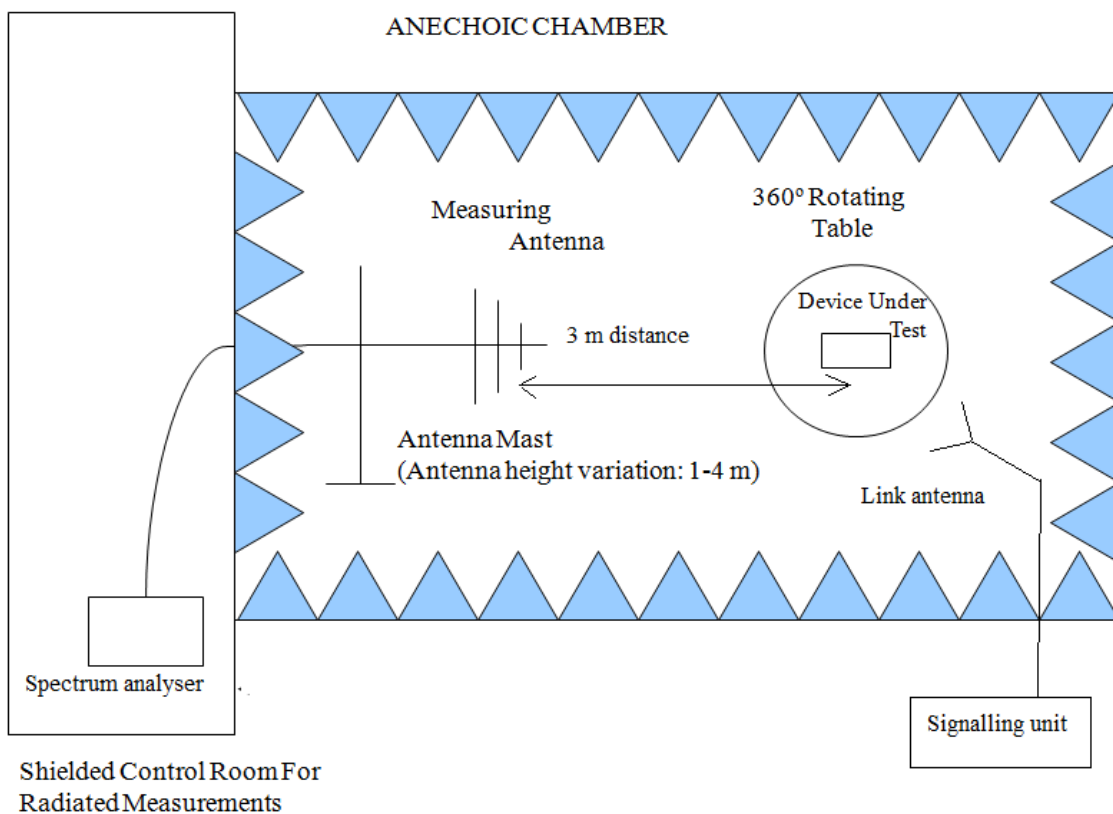 ANECHOIC CHAMBER
Measuring
Antenna
360º Rotating
Table
Device Under
Test
3 m distance
Antenna Mast
(Antenna height variation: 1-4 m)
Link antenna
Spectrum analyser
Signalling unit
Shielded Control Room For
Radiated Measurements